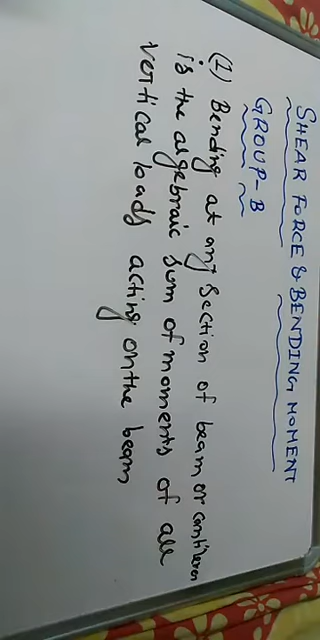 SHEAR FORCE & BENDING MOMENT
GROUP-B
(1) Bending at any section of beam or cantilever
is the algebraic sum of moments of all
vertical loads acting on the beam